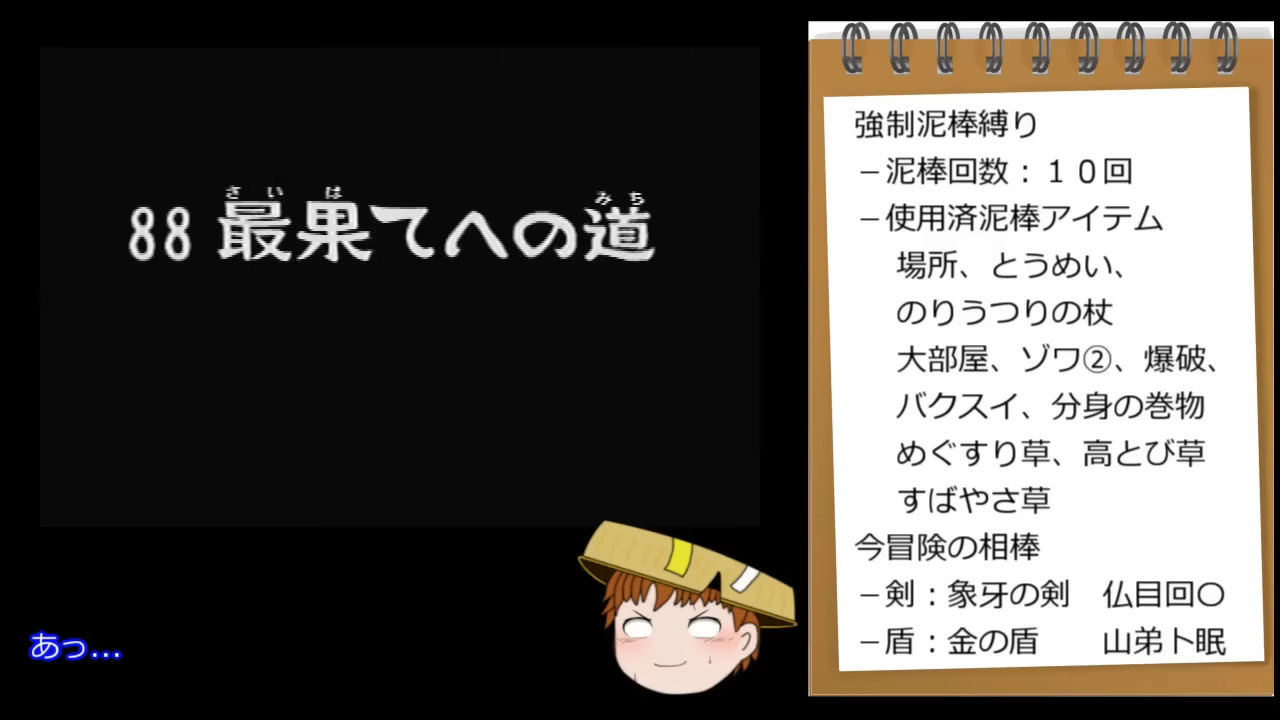 さいは みち
88 最果てへの道
あっ…
強制泥棒縛り
－泥棒回数：１０回
－使用済泥棒アイテム
場所、とうめい、
のりうつりの杖
大部屋、ゾワ②、爆破、
バクスイ、分身の巻物
めぐすり草、高とび草
すばやさ草
今冒険の相棒
－剣：象牙の剣　仏目回〇
－盾：金の盾　　山弟卜眠